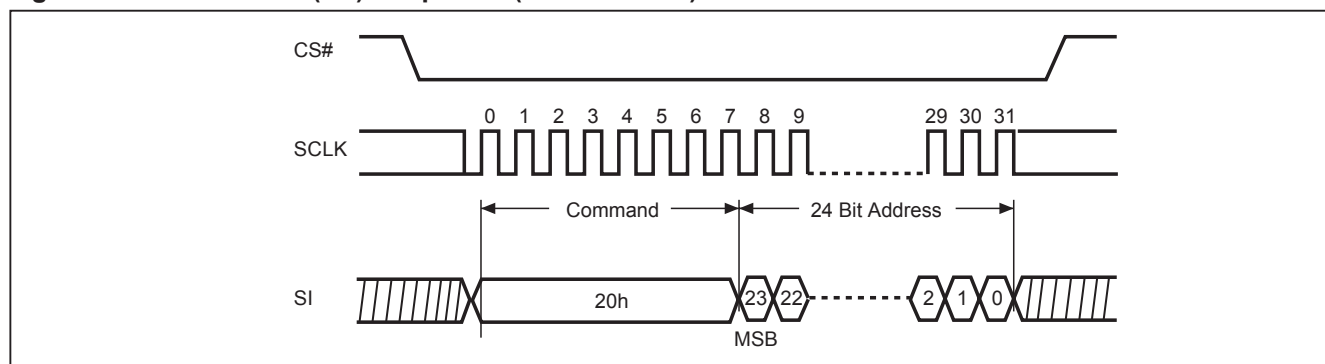 CS#
0 1 2 3 4 5 6 7 8 9 29 30 31
SCLK
Command 24 Bit Address
SI 20h 23 22 2 1 0
MSB